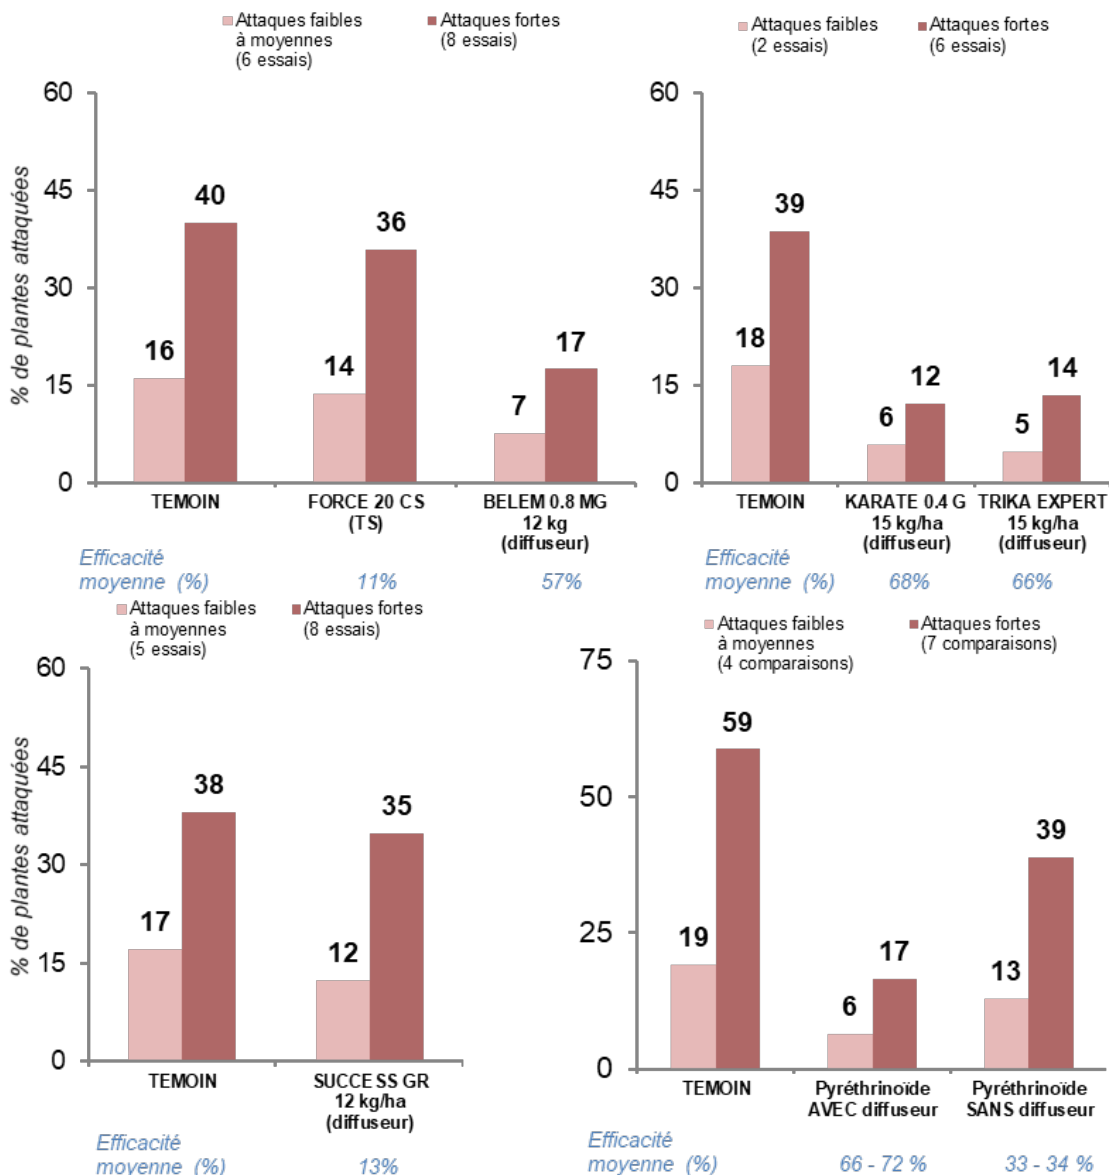 Attaques faibles
à moyennes
(6 essais)
Attaques fortes
(8 essais)
% de plantes attaquées
60
45
30
15
0
16
40
14
36
7
17
TEMOIN
FORCE 20 CS
(TS)
BELEM 0.8 MG
12 kg
(diffuseur)
Efficacité
moyenne (%)
11%
57%
Attaques faibles
(2 essais)
Attaques fortes
(6 essais)
60
45
30
15
0
18
39
6
12
5
14
TEMOIN
KARATE 0.4 G
15 kg/ha
(diffuseur)
TRIKA EXPERT
15 kg/ha
(diffuseur)
Efficacité
moyenne (%)
68%
66%
Attaques faibles
à moyennes
(5 essais)
Attaques fortes
(8 essais)
% de plantes attaquées
60
45
30
15
0
17
38
12
35
TEMOIN
SUCCESS GR
12 kg/ha
(diffuseur)
Efficacité
moyenne (%)
13%
Attaques faibles
à moyennes
(4 comparaisons)
Attaques fortes
(7 comparaisons)
75
50
25
0
19
59
6
17
13
39
TEMOIN
Pyréthrinoïde
AVEC diffuseur
Pyréthrinoïde
SANS diffuseur
Efficacité
moyenne (%)
66 - 72 %
33 - 34 %